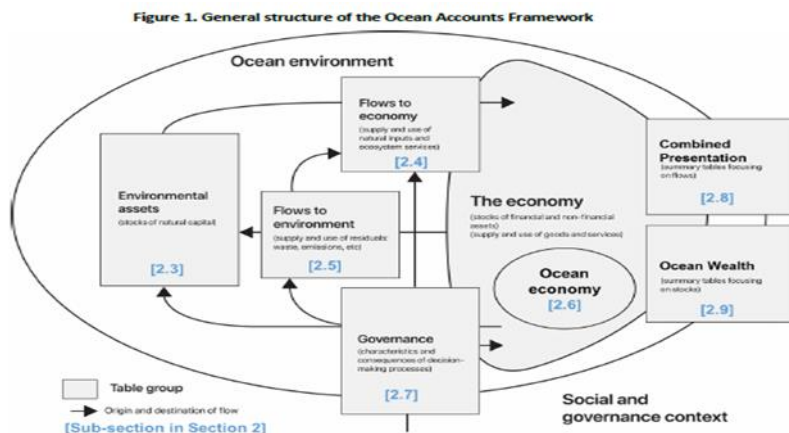 Figure 1. General structure of the Ocean Accounts Framework
Ocean environment
Flows to
economy
(supply and use of
natural inputs and
ecosystem services)
[2.4]
Environmental
assets
(stocks of natural capital)
[2.3]
Flows to
environment
(supply and use of residuals:
waste, emissions, etc)
[2.5]
The economy
(stocks of financial and non-financial
assets)
(supply and use of goods and services)
Ocean
economy
[2.6]
Combined
Presentation
(summary tables focusing
on flows)
[2.8]
Ocean Wealth
(summary tables focusing
on stocks)
[2.9]
Governance
(characteristics and
consequences of decision-
making processes)
[2.7]
Table group
Origin and destination of flow
[Sub-section in Section 2]
Social and
governance context